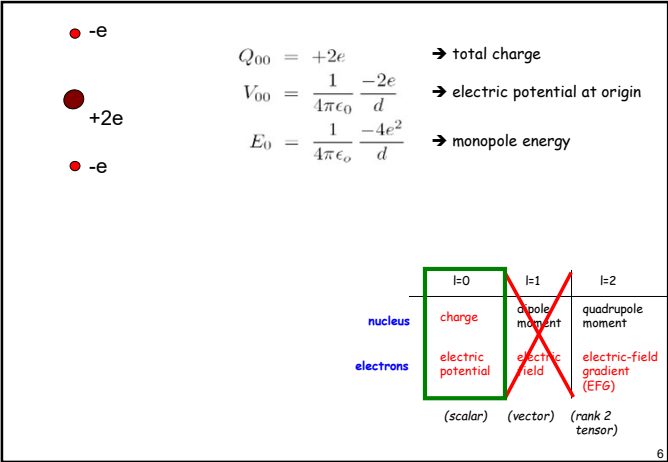 -e
+2e
-e
Q₀₀ = +2e ➔ total charge
V₀₀ = 1/(4πϵ₀) -2e/d ➔ electric potential at origin
E₀ = 1/(4πϵₒ) -4e²/d ➔ monopole energy
l=0 l=1 l=2
nucleus charge dipole moment quadrupole moment
electrons electric potential electric field electric-field gradient (EFG)
(scalar) (vector) (rank 2 tensor)
6